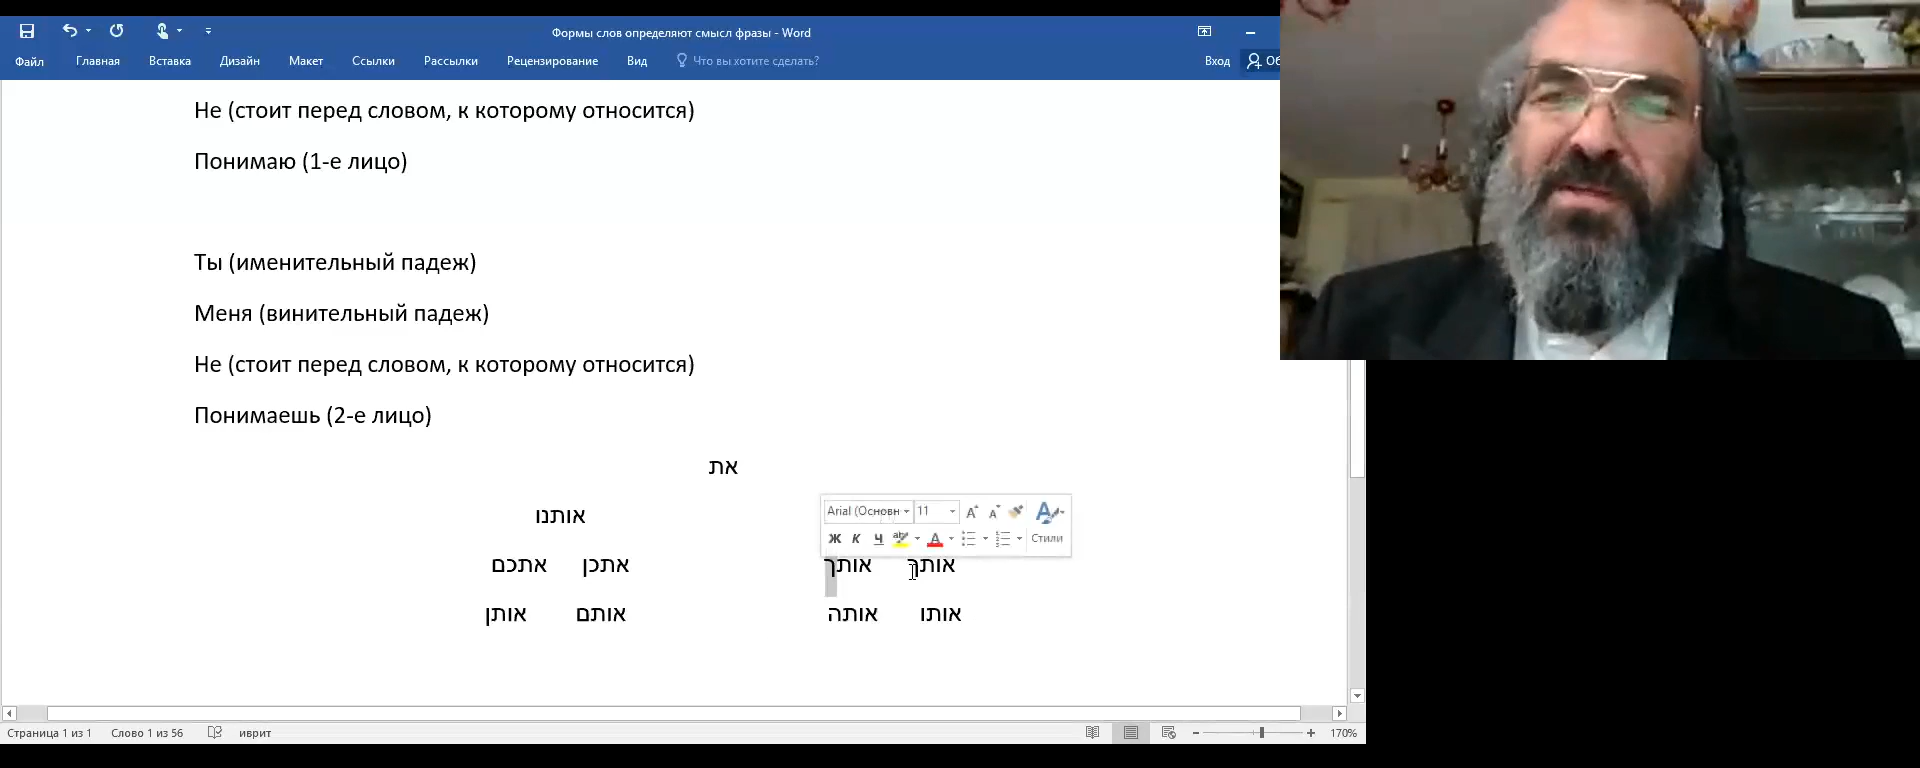 Формы слов определяют смысл фразы - Word
Файл Главная Вставка Дизайн Макет Ссылки Рассылки Рецензирование Вид Что вы хотите сделать? Вход
Не (стоит перед словом, к которому относится)
Понимаю (1-е лицо)
Ты (именительный падеж)
Меня (винительный падеж)
Не (стоит перед словом, к которому относится)
Понимаешь (2-е лицо)
את
אותנו
Arial (Основн 11
Ж К Ч Стили
אותך אותך אתכן אתכם
אותו אותה אותם אותן
Страница 1 из 1 Слово 1 из 56 иврит 170%